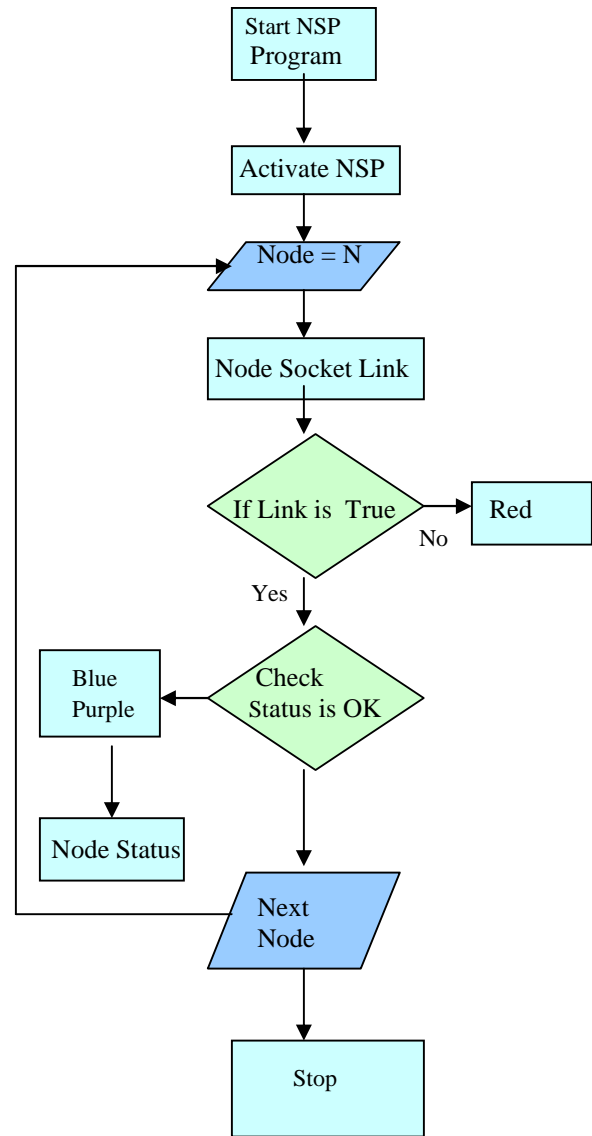 Start NSP
Program
Activate NSP
Node = N
Node Socket Link
If Link is True
Red
No
Yes
Check
Status is OK
Blue
Purple
Node Status
Next
Node
Stop